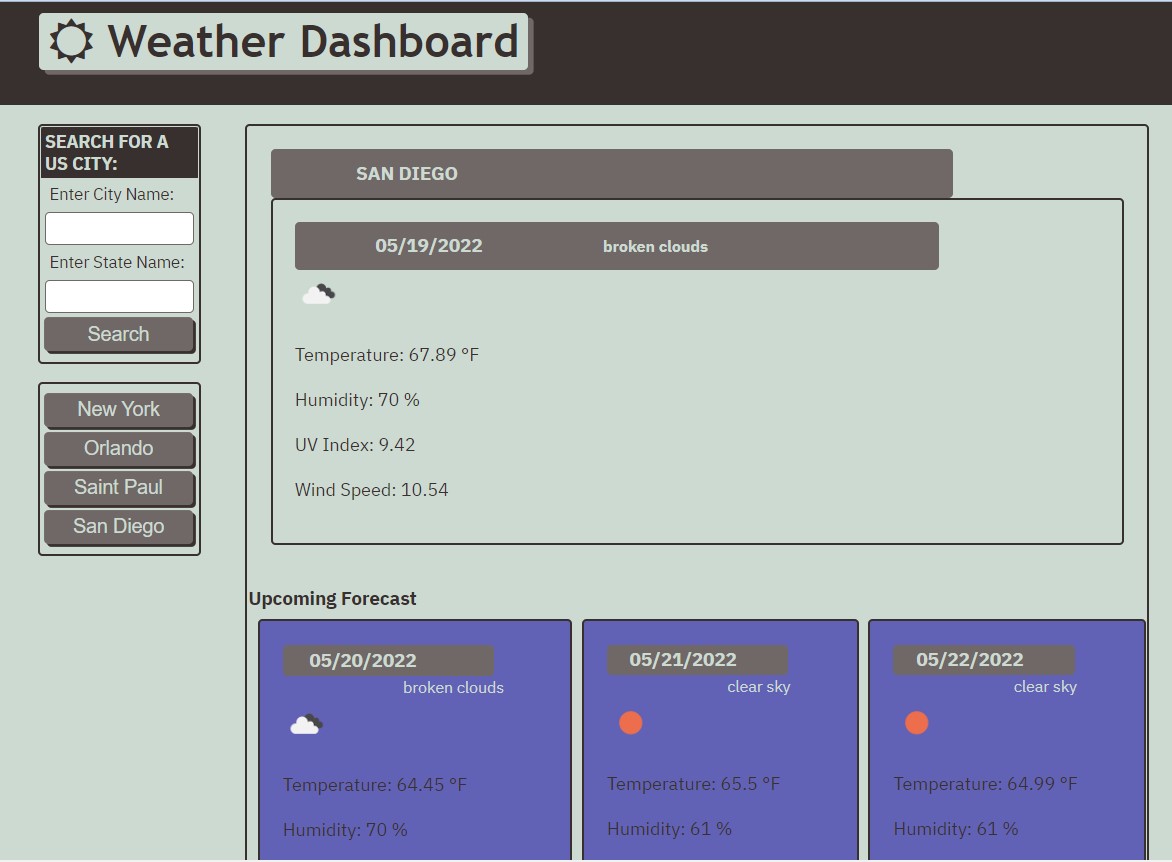 Weather Dashboard
SEARCH FOR A
US CITY:
Enter City Name:
Enter State Name:
Search
New York
Orlando
Saint Paul
San Diego
SAN DIEGO
05/19/2022 broken clouds
Temperature: 67.89 °F
Humidity: 70 %
UV Index: 9.42
Wind Speed: 10.54
Upcoming Forecast
05/20/2022
broken clouds
Temperature: 64.45 °F
Humidity: 70 %
05/21/2022
clear sky
Temperature: 65.5 °F
Humidity: 61 %
05/22/2022
clear sky
Temperature: 64.99 °F
Humidity: 61 %